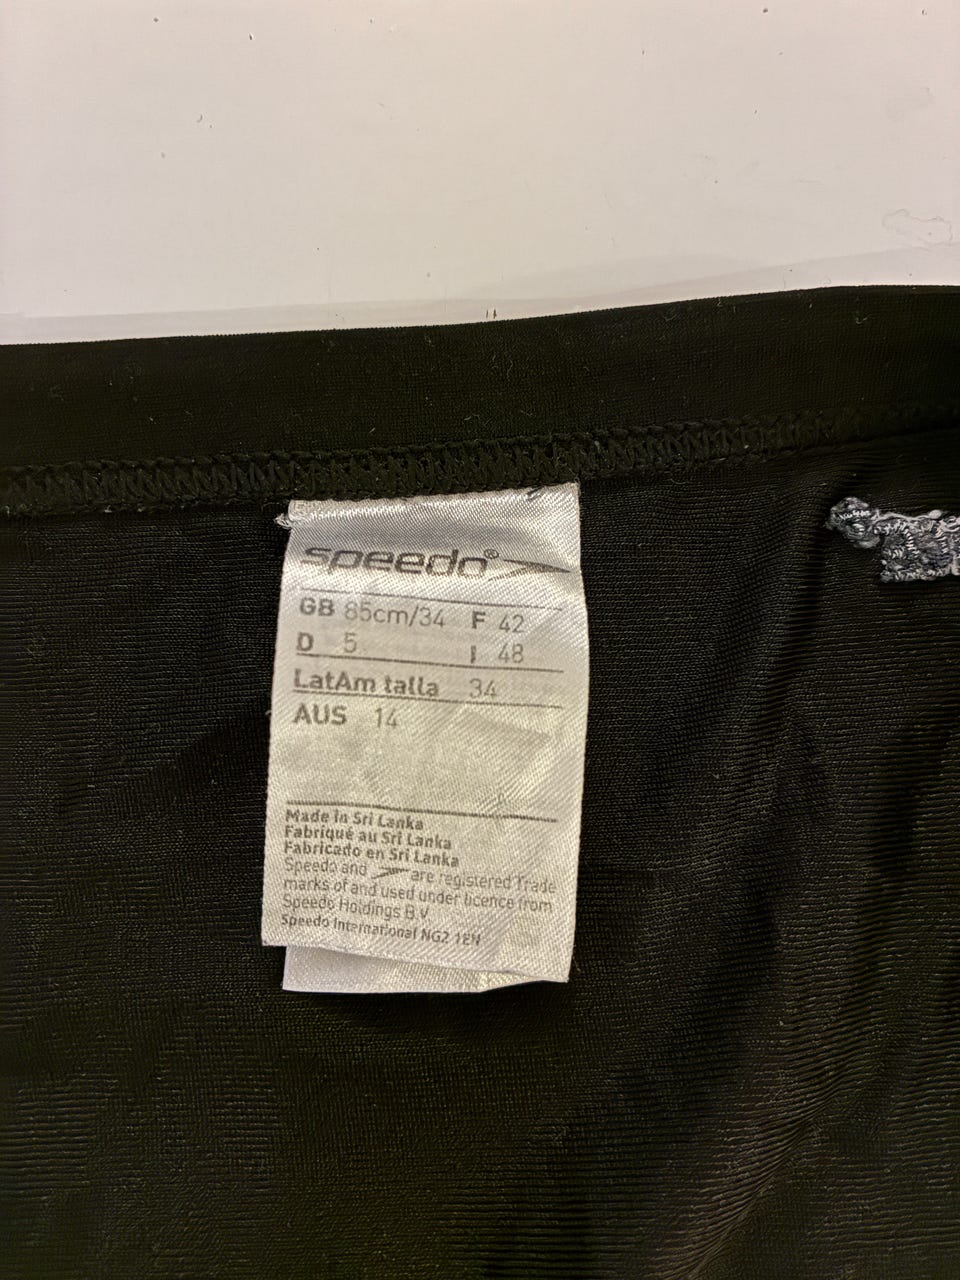 speedo®
GB 85cm/34 F 42
D 5 I 48
LatAm talla 34
AUS 14
Made in Sri Lanka
Fabriqué au Sri Lanka
Fabricado en Sri Lanka
Speedo and are registered Trade
marks of and used under licence from
Speedo Holdings B.V
Speedo International NG2 1EN